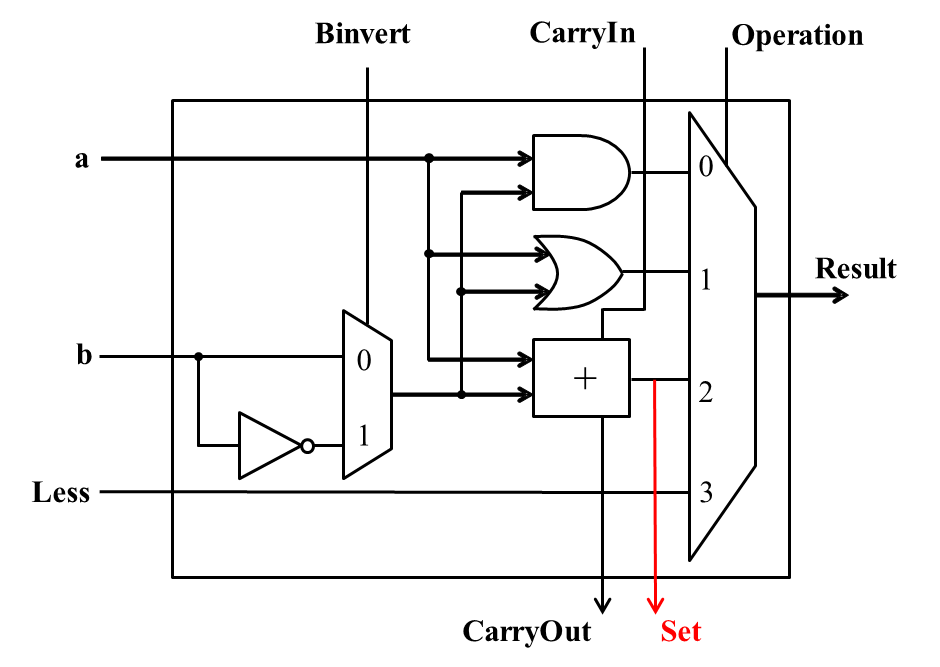 Binvert
CarryIn
Operation
a
0
1
Result
b
0
+
2
1
Less
3
CarryOut
Set